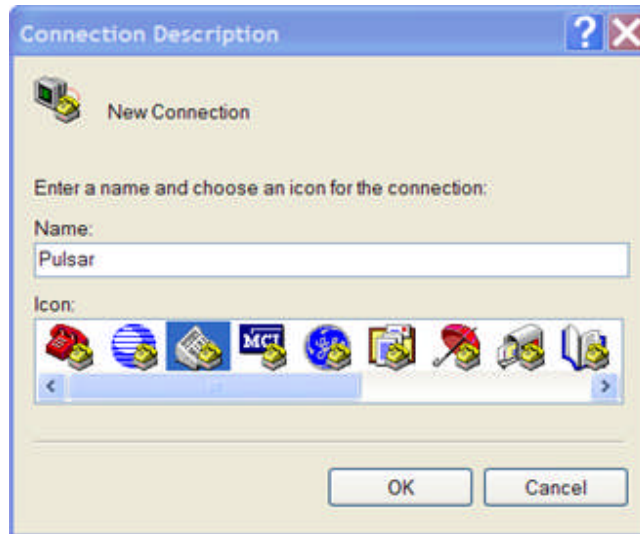 Connection Description
New Connection
Enter a name and choose an icon for the connection:
Name:
Pulsar
Icon:
MCI
OK
Cancel